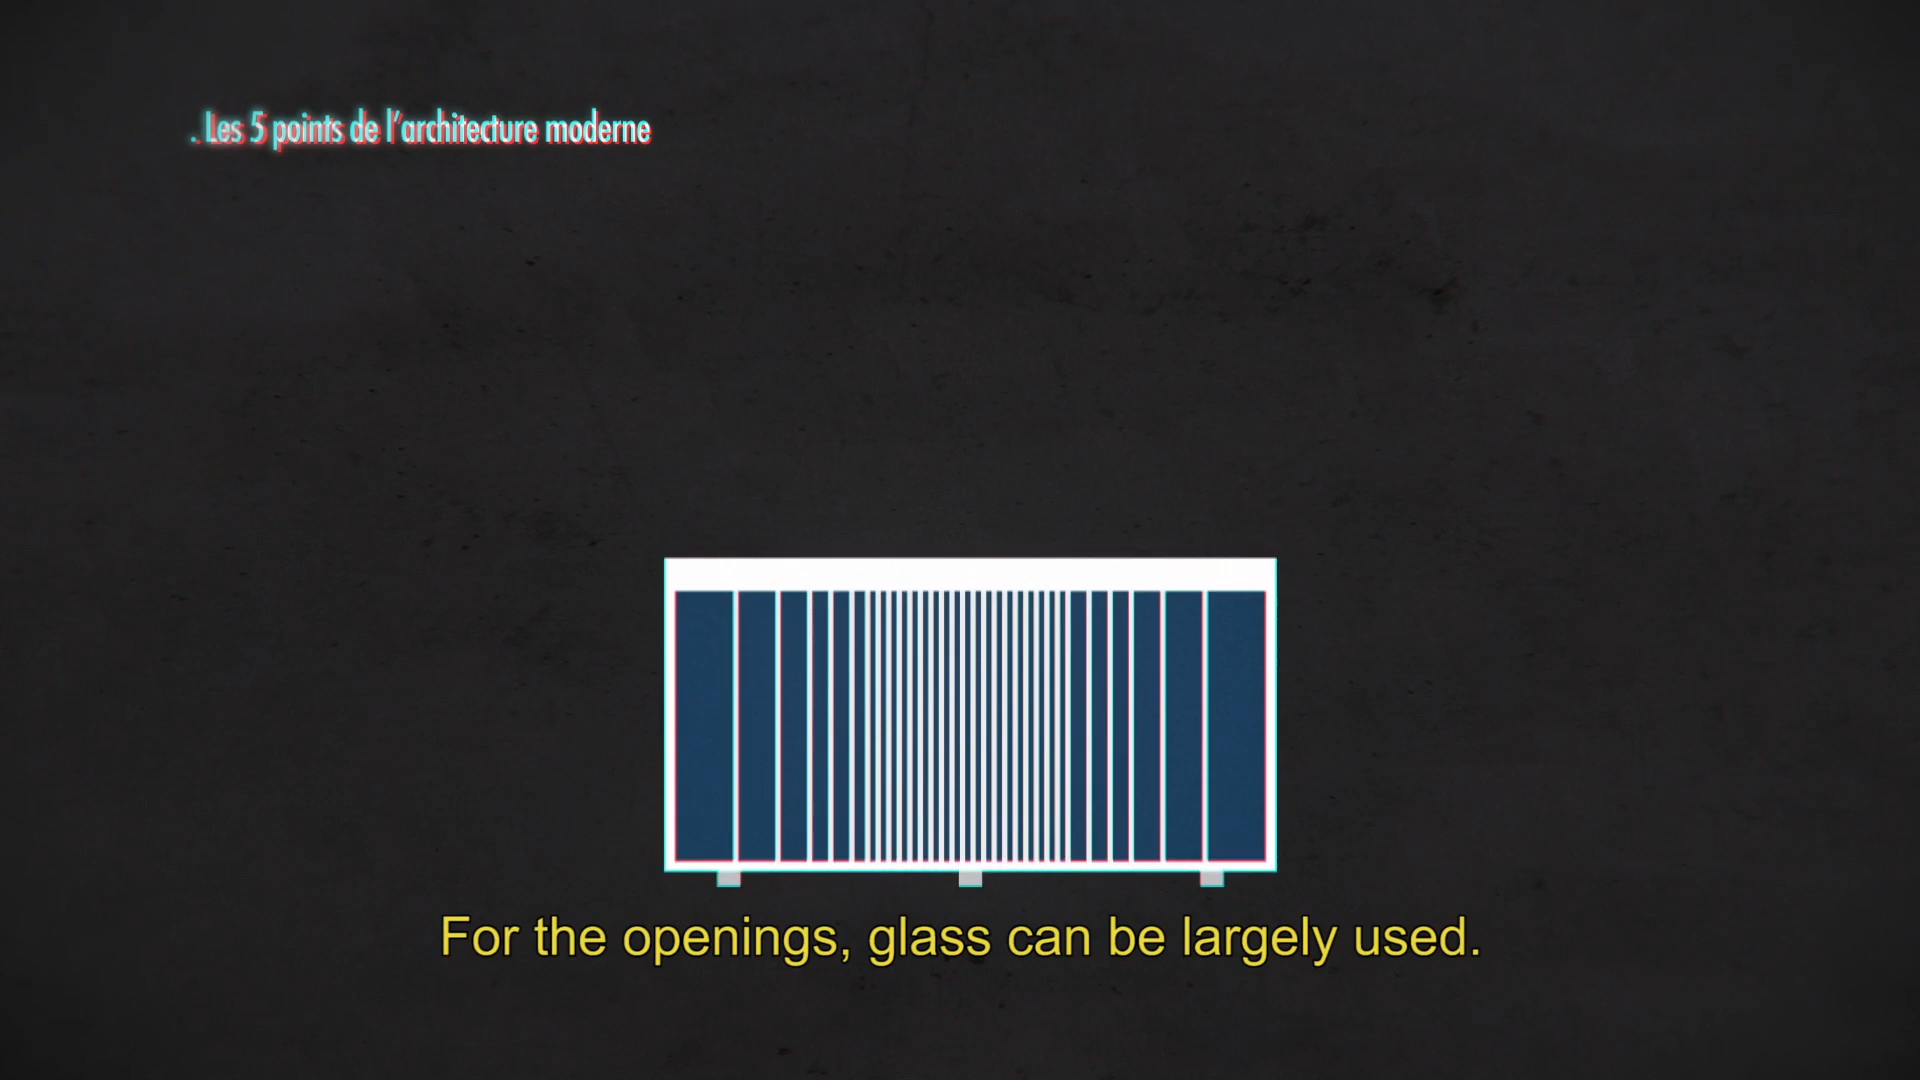 . Les 5 points de l'architecture moderne
For the openings, glass can be largely used.